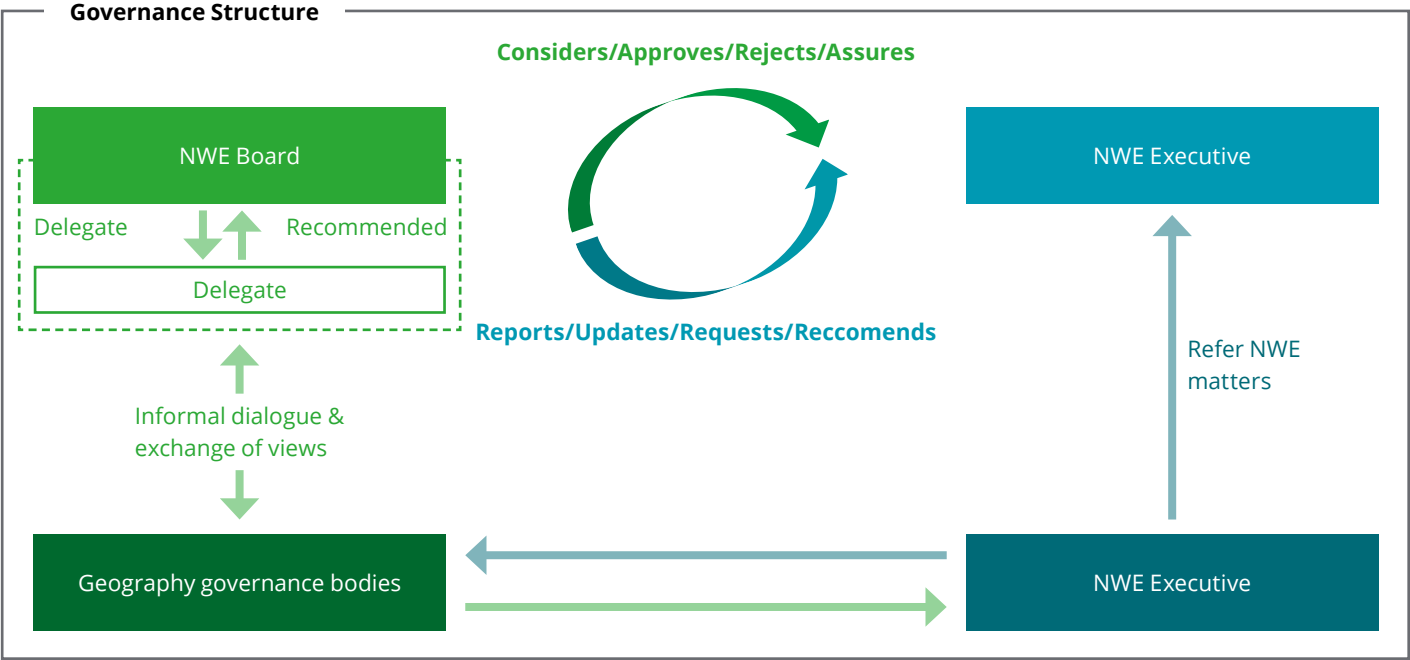 Governance Structure
Considers/Approves/Rejects/Assures
NWE Board
NWE Executive
Delegate
Recommended
Delegate
Reports/Updates/Requests/Reccomends
Refer NWE
matters
Informal dialogue &
exchange of views
Geography governance bodies
NWE Executive